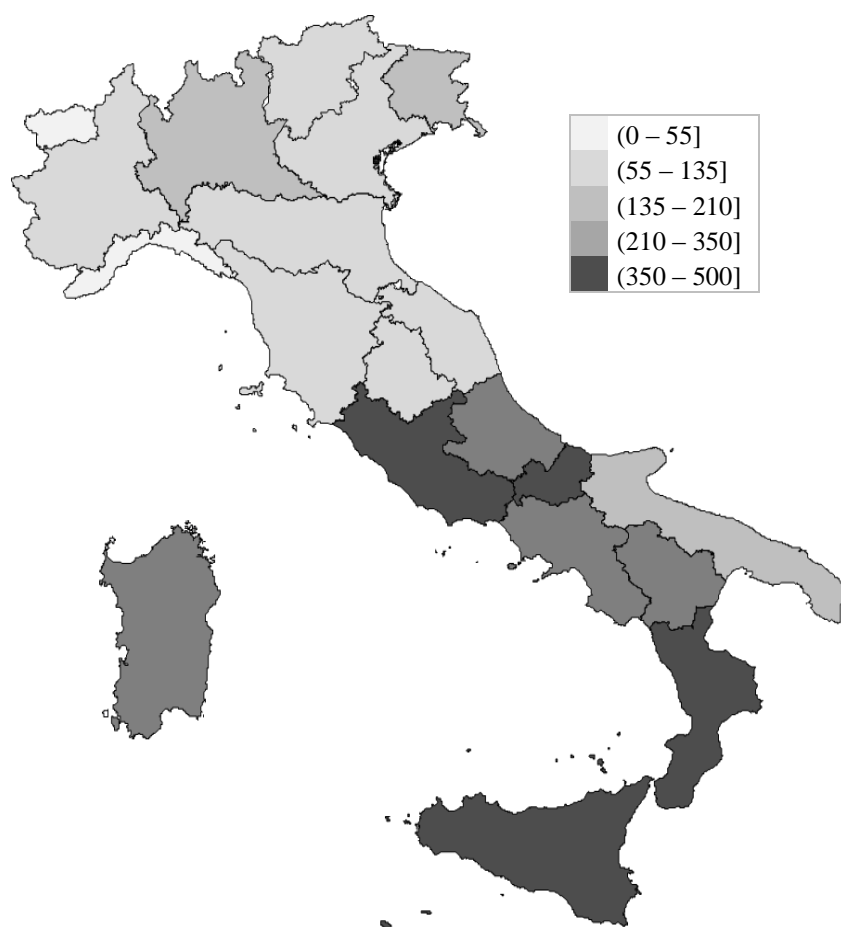 (0 – 55]
(55 – 135]
(135 – 210]
(210 – 350]
(350 – 500]